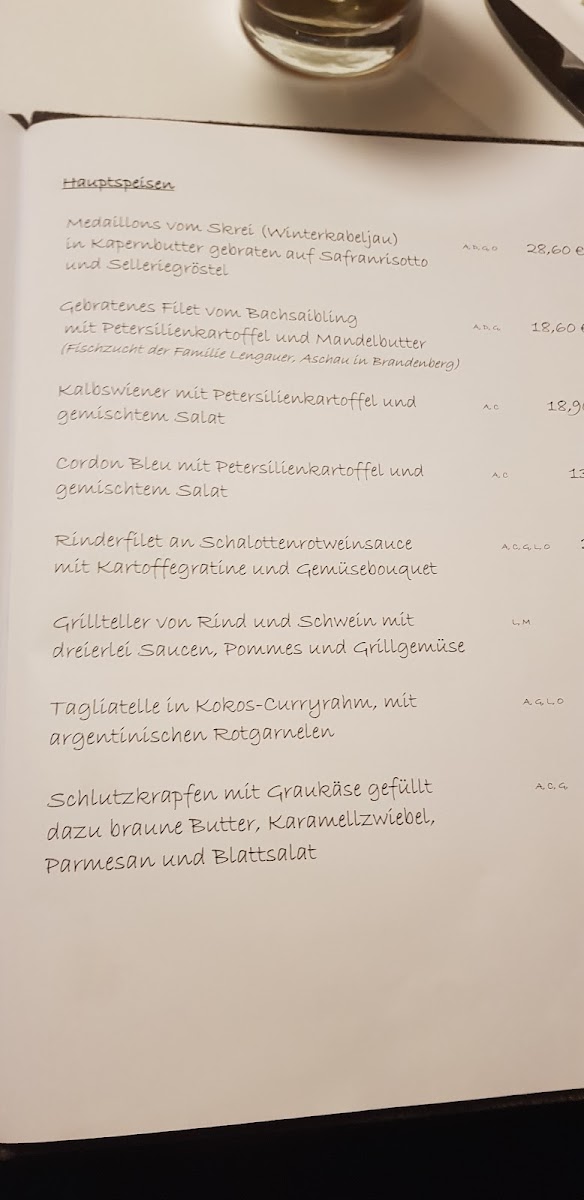 Hauptspeisen
Medaillons vom Skrei (Winterkabeljau)
in Kapernbutter gebraten auf Safranrisotto A, D, G, O 28,60 €
und Selleriegröstel
Gebratenes Filet vom Bachsaibling
mit Petersilienkartoffel und Mandelbutter A, D, G, 18,60 €
(Fischzucht der Familie Lengauer, Aschau in Brandenberg)
Kalbswiener mit Petersilienkartoffel und A, C 18,9
gemischtem Salat
Cordon Bleu mit Petersilienkartoffel und A, C 13
gemischtem Salat
Rinderfilet an Schalottenrotweinsauce A, C, G, L, O
mit Kartoffegratine und Gemüsebouquet
Grillteller von Rind und Schwein mit L, M
dreierlei Saucen, Pommes und Grillgemüse
Tagliatelle in Kokos-Curryrahm, mit A, G, L, O
argentinischen Rotgarnelen
Schlutzkrapfen mit Graukäse gefüllt A, C, G,
dazu braune Butter, Karamellzwiebel,
Parmesan und Blattsalat